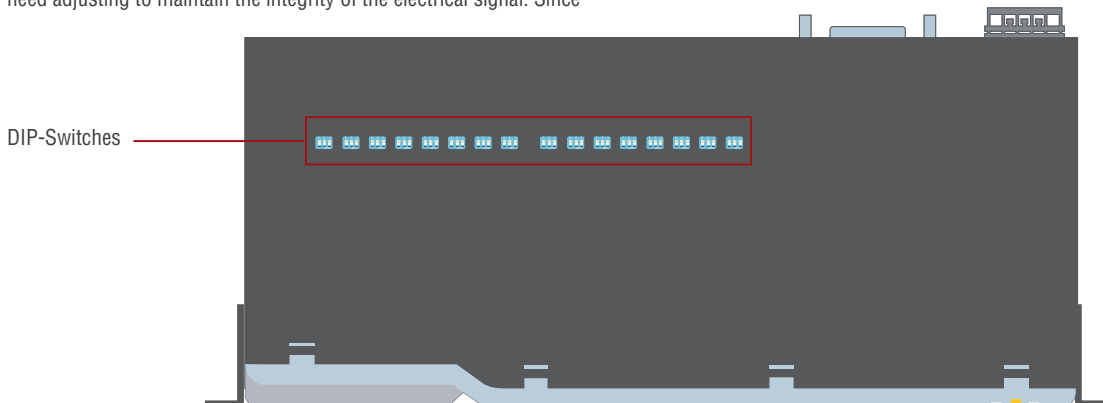 need adjusting to maintain the integrity of the electrical signal. Since
DIP-Switches